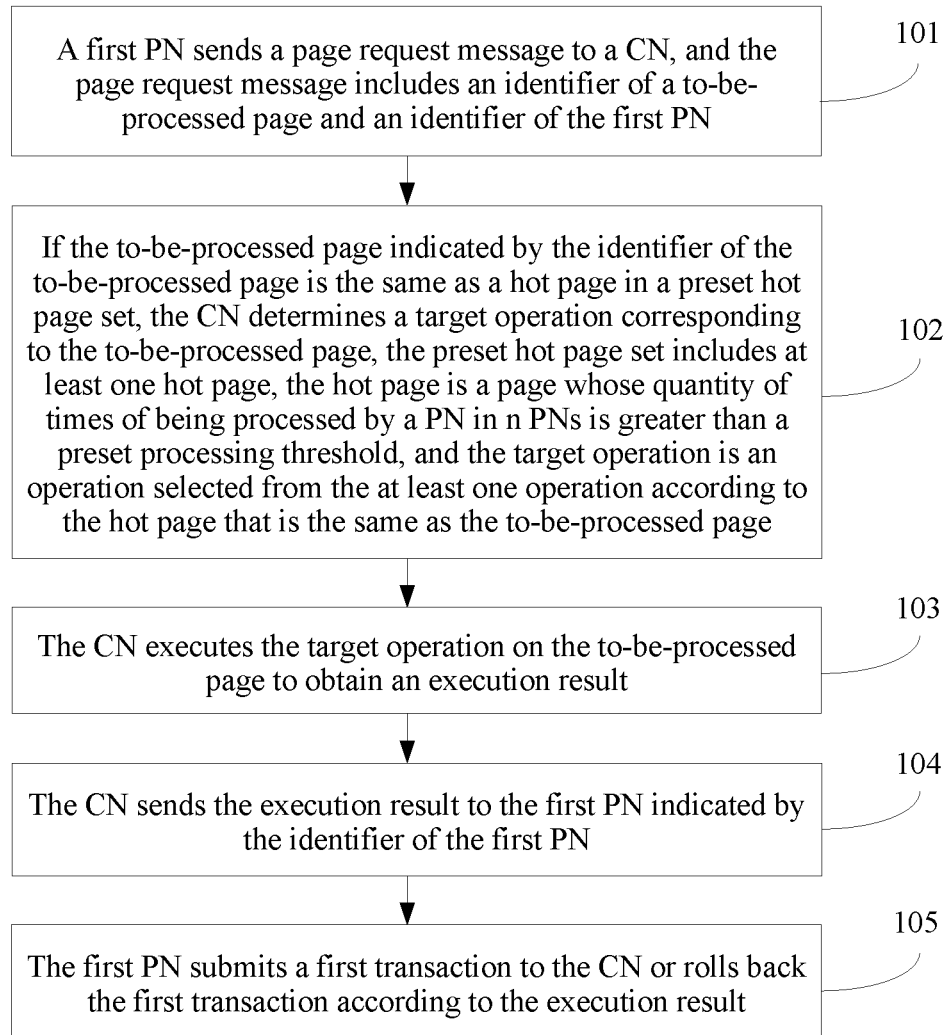 A first PN sends a page request message to a CN, and the
page request message includes an identifier of a to-be-
processed page and an identifier of the first PN
101
If the to-be-processed page indicated by the identifier of the
to-be-processed page is the same as a hot page in a preset hot
page set, the CN determines a target operation corresponding
to the to-be-processed page, the preset hot page set includes at
least one hot page, the hot page is a page whose quantity of
times of being processed by a PN in n PNs is greater than a
preset processing threshold, and the target operation is an
operation selected from the at least one operation according to
the hot page that is the same as the to-be-processed page
102
The CN executes the target operation on the to-be-processed
page to obtain an execution result
103
The CN sends the execution result to the first PN indicated by
the identifier of the first PN
104
The first PN submits a first transaction to the CN or rolls back
the first transaction according to the execution result
105